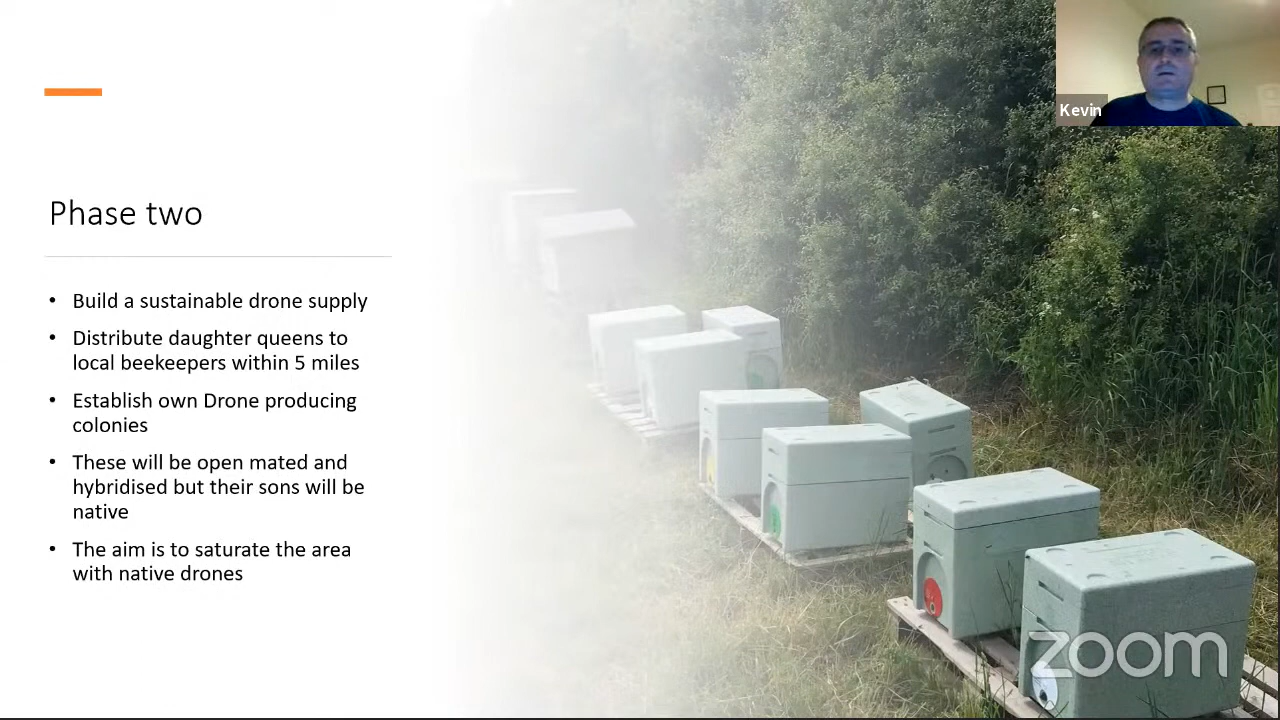 Kevin
Phase two
• Build a sustainable drone supply
• Distribute daughter queens to
local beekeepers within 5 miles
• Establish own Drone producing
colonies
• These will be open mated and
hybridised but their sons will be
native
• The aim is to saturate the area
with native drones
zoom